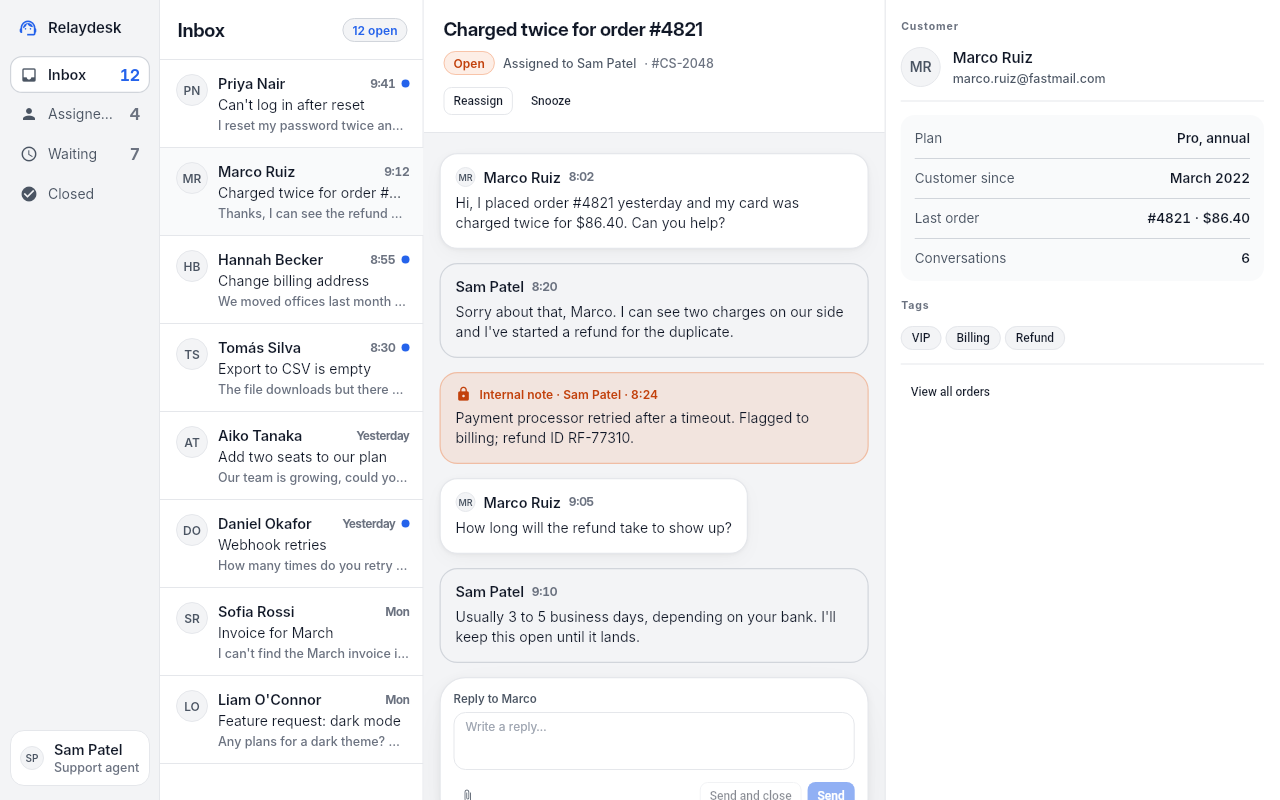 Relaydesk
Inbox 12
Assigne... 4
Waiting 7
Closed
SP
Sam Patel
Support agent
Inbox
12 open
PN
Priya Nair 9:41
Can't log in after reset
I reset my password twice an...
MR
Marco Ruiz 9:12
Charged twice for order #...
Thanks, I can see the refund ...
HB
Hannah Becker 8:55
Change billing address
We moved offices last month ...
TS
Tomás Silva 8:30
Export to CSV is empty
The file downloads but there ...
AT
Aiko Tanaka Yesterday
Add two seats to our plan
Our team is growing, could yo...
DO
Daniel Okafor Yesterday
Webhook retries
How many times do you retry ...
SR
Sofia Rossi Mon
Invoice for March
I can't find the March invoice i...
LO
Liam O'Connor Mon
Feature request: dark mode
Any plans for a dark theme? ...
Charged twice for order #4821
Open Assigned to Sam Patel · #CS-2048
Reassign Snooze
MR Marco Ruiz 8:02
Hi, I placed order #4821 yesterday and my card was
charged twice for $86.40. Can you help?
Sam Patel 8:20
Sorry about that, Marco. I can see two charges on our side
and I've started a refund for the duplicate.
Internal note · Sam Patel · 8:24
Payment processor retried after a timeout. Flagged to
billing; refund ID RF-77310.
MR Marco Ruiz 9:05
How long will the refund take to show up?
Sam Patel 9:10
Usually 3 to 5 business days, depending on your bank. I'll
keep this open until it lands.
Reply to Marco
Write a reply...
Send and close Send
Customer
MR
Marco Ruiz
marco.ruiz@fastmail.com
Plan Pro, annual
Customer since March 2022
Last order #4821 · $86.40
Conversations 6
Tags
VIP Billing Refund
View all orders